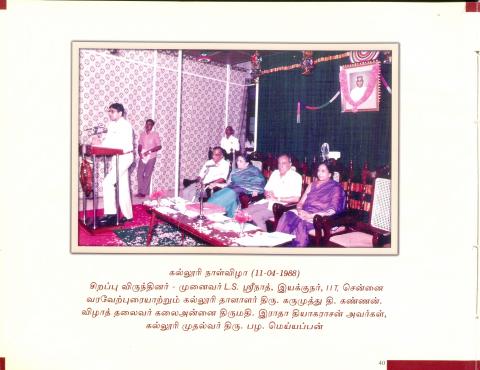 கல்லூரி நாள்விழா (11-04-1988)
சிறப்பு விருந்தினர் - முனைவர் L.S. ஸ்ரீநாத், இயக்குநர், I I T, சென்னை
வரவேற்புரையாற்றும் கல்லூரி தாளாளர் திரு. கருமுத்து தி. கண்ணன்.
விழாத் தலைவர் கலைஅன்னை திருமதி. இராதா தியாகராசன் அவர்கள்,
கல்லூரி முதல்வர் திரு. பழ. மெய்யப்பன்
40